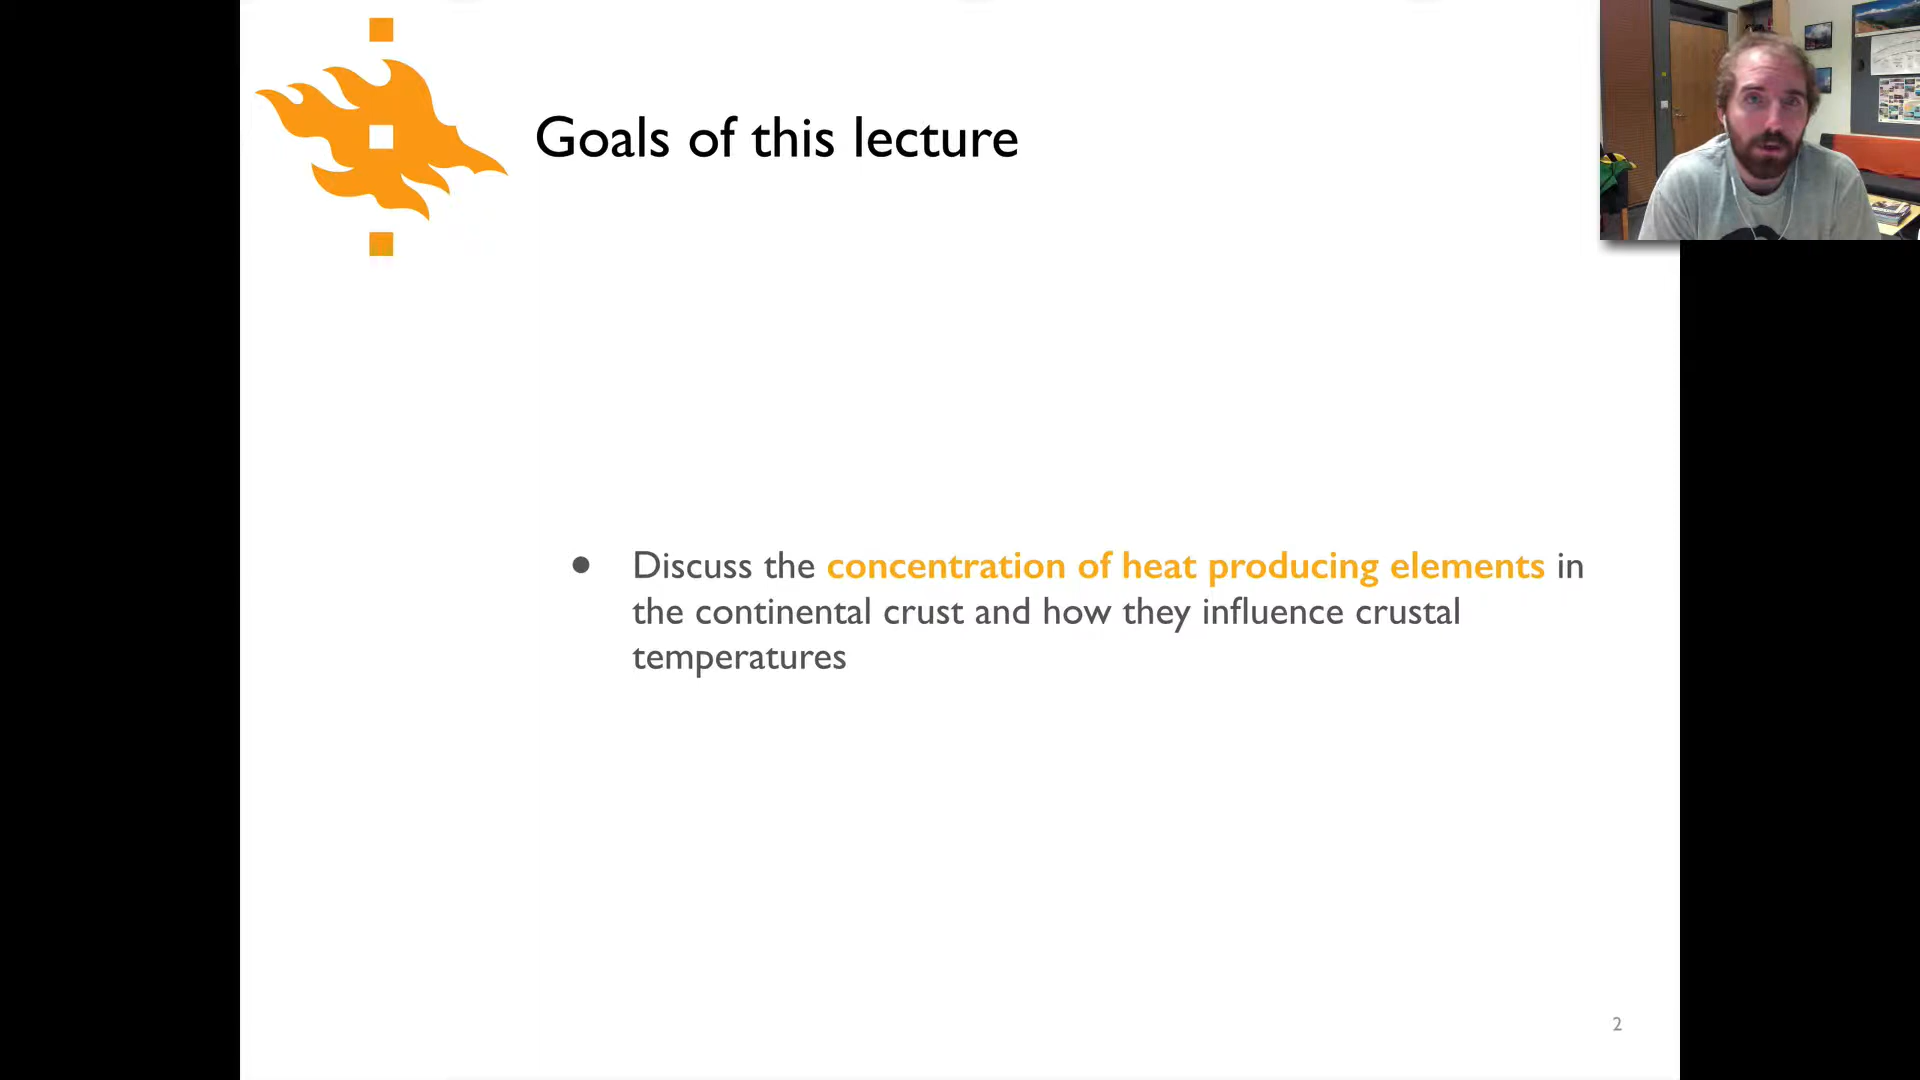 Goals of this lecture
● Discuss the concentration of heat producing elements in
the continental crust and how they influence crustal
temperatures
2